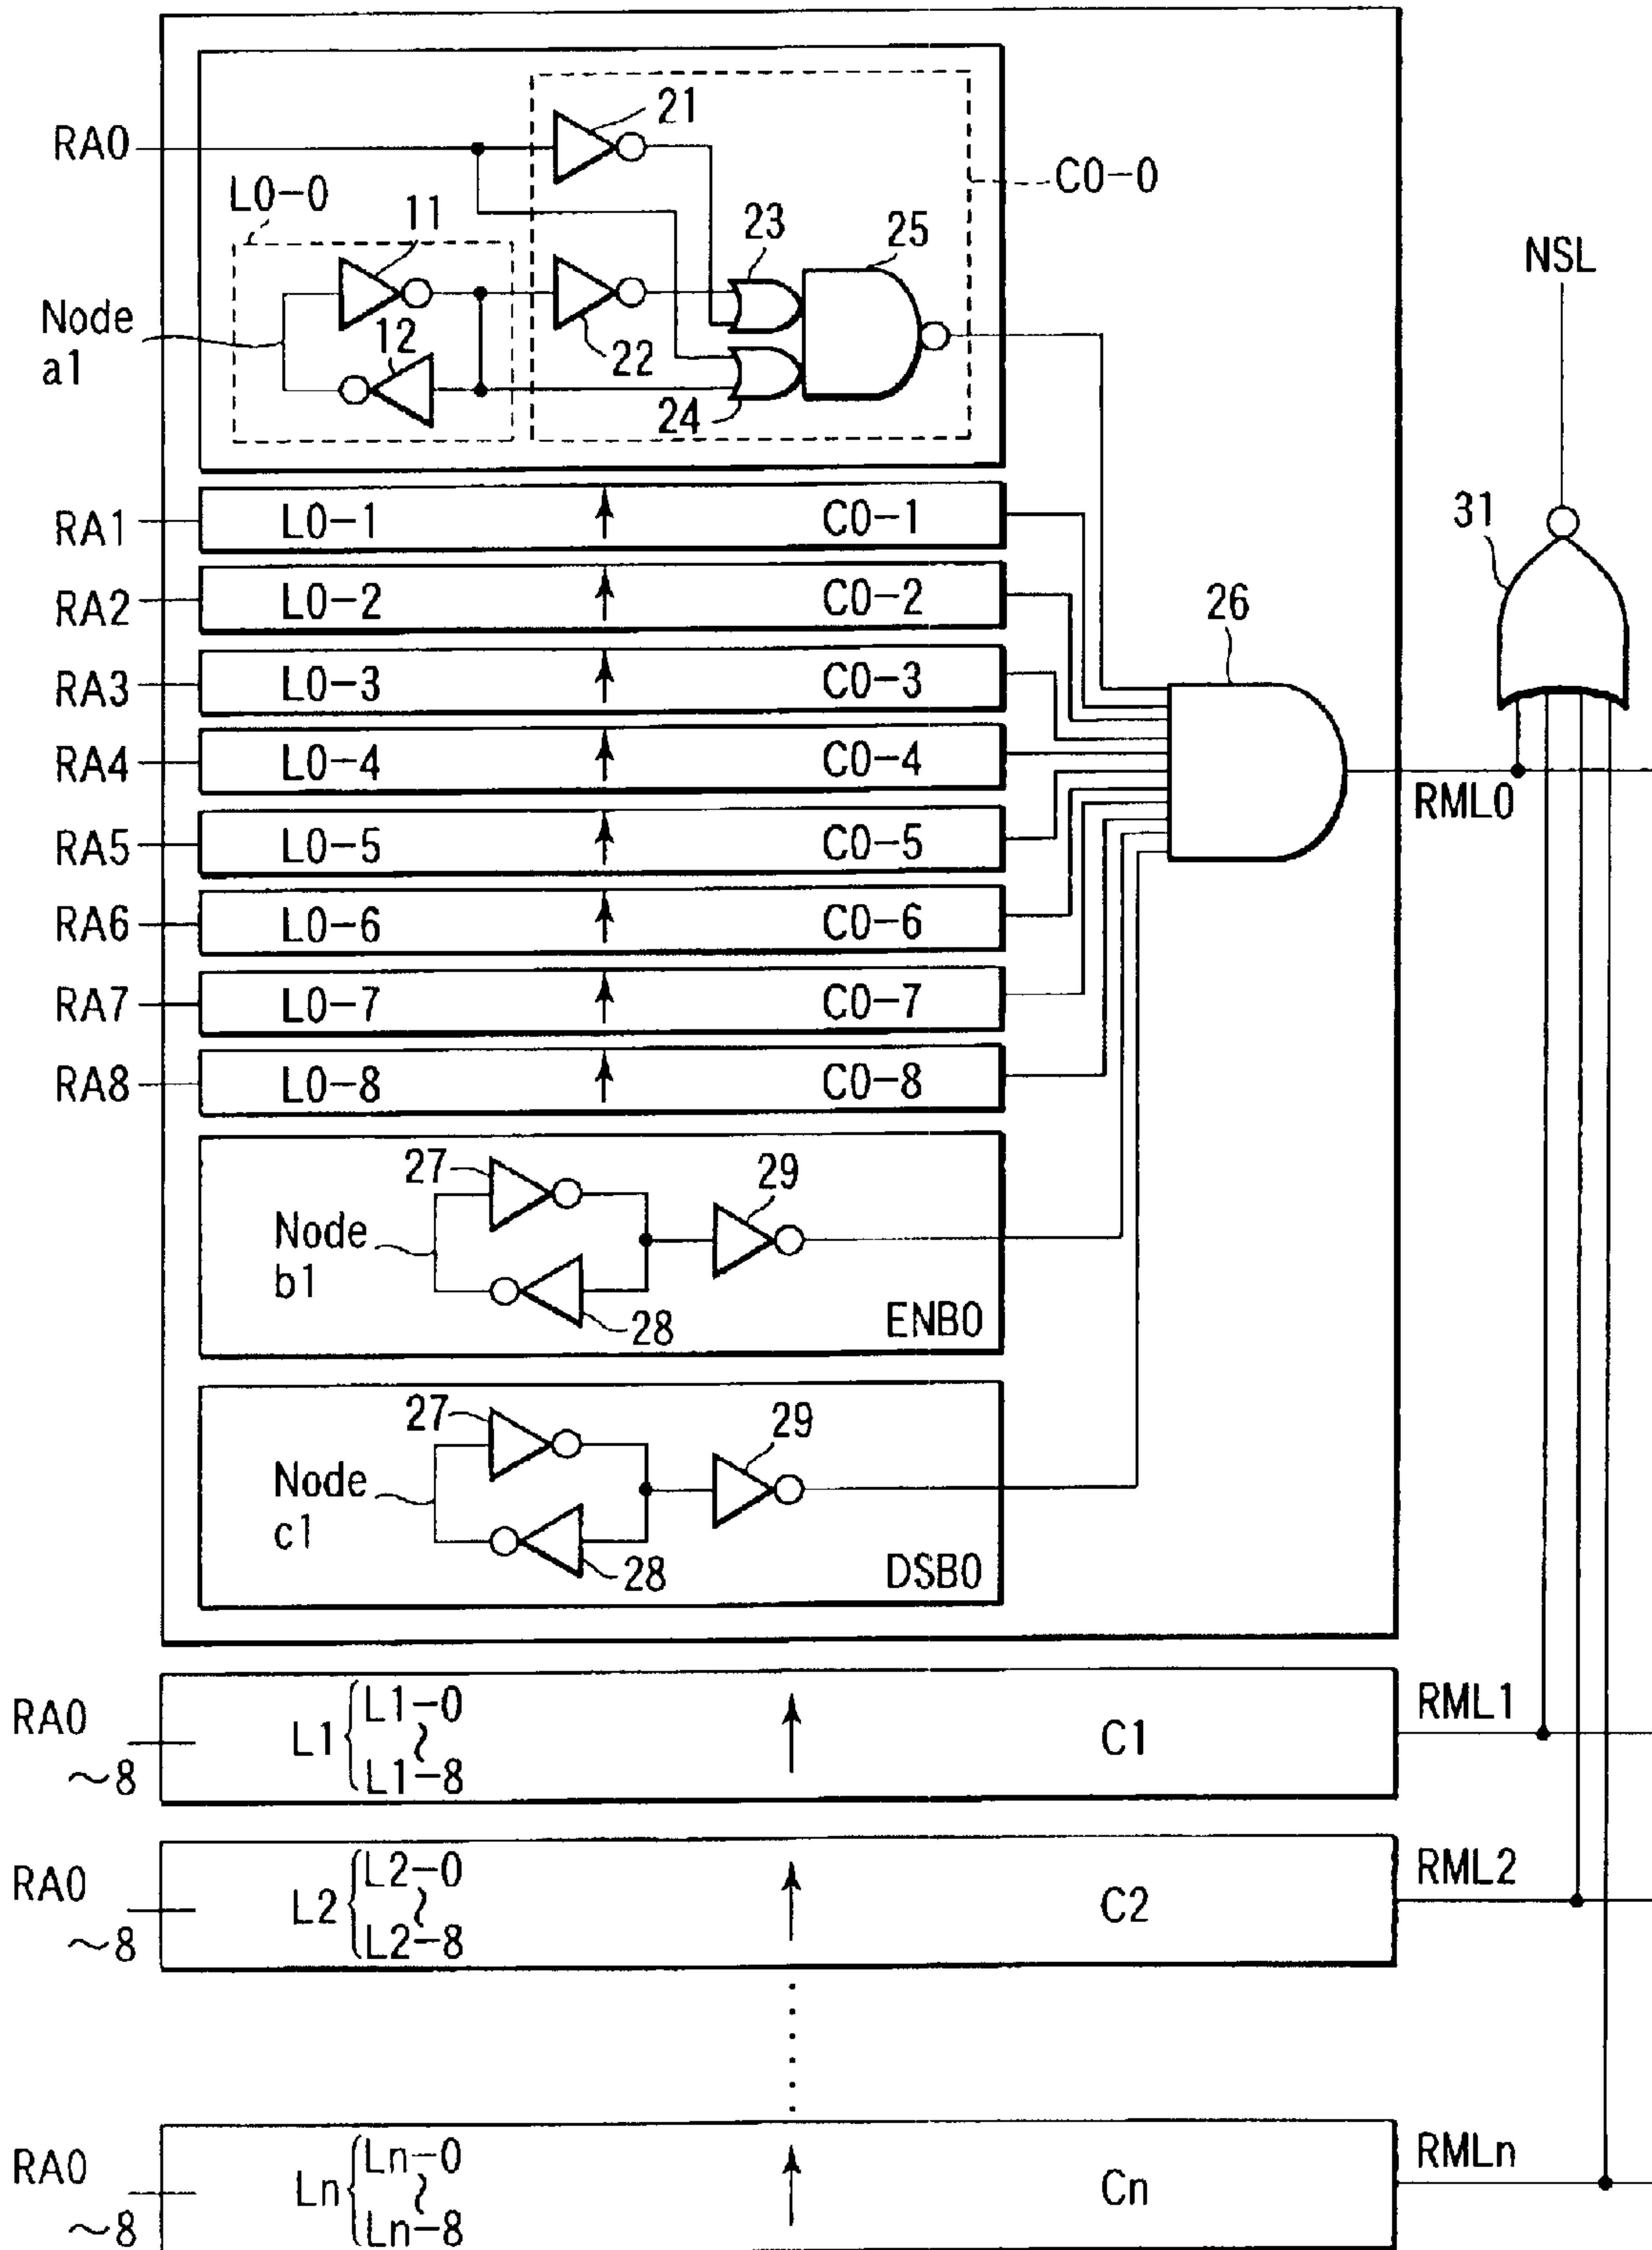 21
RA0
C0-0
L0-0
11
23
25
NSL
Node
a1
12
22
24
31
RA1
L0-1
C0-1
RA2
L0-2
C0-2
26
RA3
L0-3
C0-3
RA4
L0-4
C0-4
RML0
RA5
L0-5
C0-5
RA6
L0-6
C0-6
RA7
L0-7
C0-7
RA8
L0-8
C0-8
27
29
Node
b1
28
ENB0
27
29
Node
c1
28
DSB0
RA0
~8
L1
L1-0
~
L1-8
C1
RML1
RA0
~8
L2
L2-0
~
L2-8
C2
RML2
RA0
~8
Ln
Ln-0
~
Ln-8
Cn
RMLn